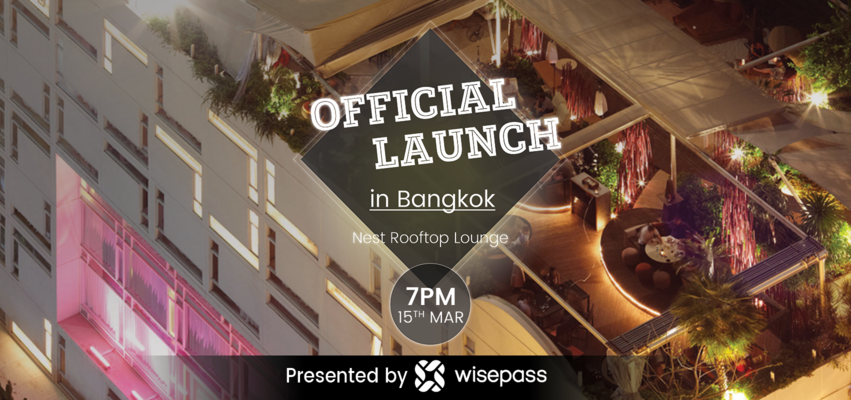 OFFICIAL
LAUNCH
in Bangkok
Nest Rooftop Lounge
7PM
15TH MAR
Presented by wisepass